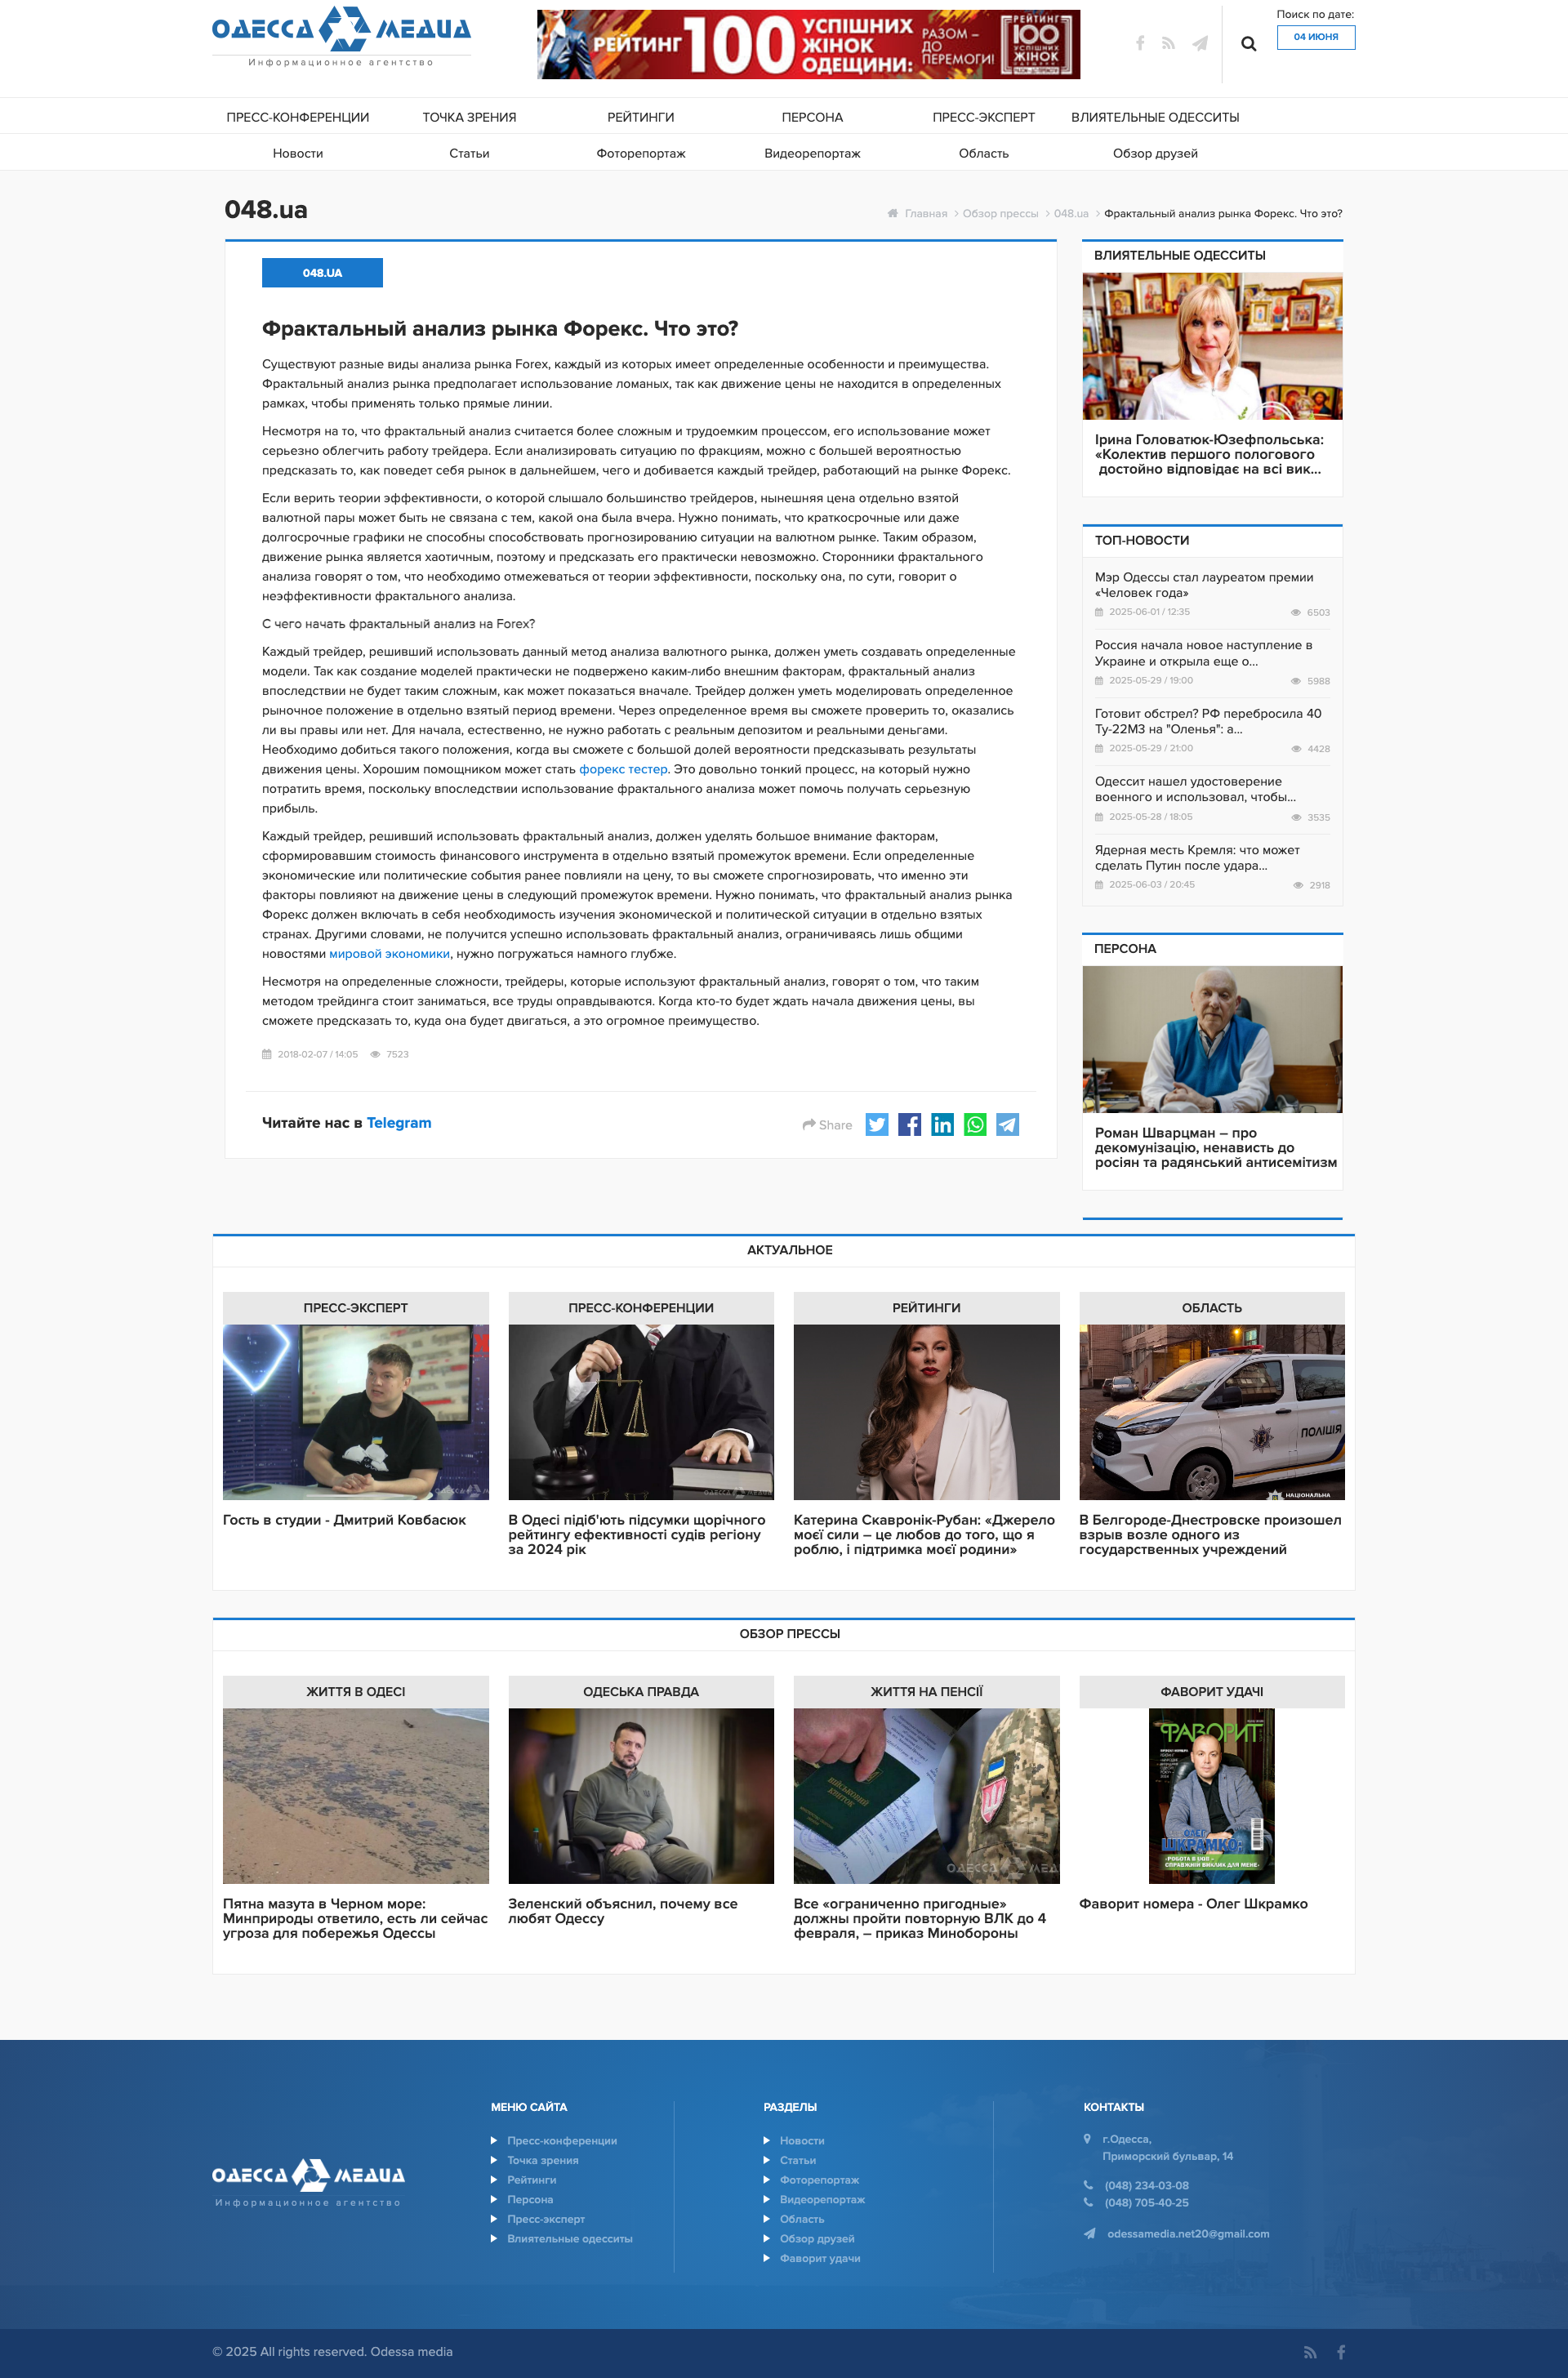 ОДЕССА МЕДИА
Информационное агентство
РЕЙТИНГ 100 УСПІШНИХ ЖІНОК ОДЕЩИНИ:
РАЗОМ – ДО ПЕРЕМОГИ!
РЕЙТИНГ
100
УСПІШНИХ
ЖІНОК
ОДЕЩИНИ
Поиск по дате:
04 ИЮНЯ
ПРЕСС-КОНФЕРЕНЦИИ
ТОЧКА ЗРЕНИЯ
РЕЙТИНГИ
ПЕРСОНА
ПРЕСС-ЭКСПЕРТ
ВЛИЯТЕЛЬНЫЕ ОДЕССИТЫ
Новости
Статьи
Фоторепортаж
Видеорепортаж
Область
Обзор друзей
048.ua
Главная > Обзор прессы > 048.ua > Фрактальный анализ рынка Форекс. Что это?
048.UA
Фрактальный анализ рынка Форекс. Что это?
Существуют разные виды анализа рынка Forex, каждый из которых имеет определенные особенности и преимущества.
Фрактальный анализ рынка предполагает использование ломаных, так как движение цены не находится в определенных
рамках, чтобы применять только прямые линии.
Несмотря на то, что фрактальный анализ считается более сложным и трудоемким процессом, его использование может
серьезно облегчить работу трейдера. Если анализировать ситуацию по фракциям, можно с большей вероятностью
предсказать то, как поведет себя рынок в дальнейшем, чего и добивается каждый трейдер, работающий на рынке Форекс.
Если верить теории эффективности, о которой слышало большинство трейдеров, нынешняя цена отдельно взятой
валютной пары может быть не связана с тем, какой она была вчера. Нужно понимать, что краткосрочные или даже
долгосрочные графики не способны способствовать прогнозированию ситуации на валютном рынке. Таким образом,
движение рынка является хаотичным, поэтому и предсказать его практически невозможно. Сторонники фрактального
анализа говорят о том, что необходимо отмежеваться от теории эффективности, поскольку она, по сути, говорит о
неэффективности фрактального анализа.
С чего начать фрактальный анализ на Forex?
Каждый трейдер, решивший использовать данный метод анализа валютного рынка, должен уметь создавать определенные
модели. Так как создание моделей практически не подвержено каким-либо внешним факторам, фрактальный анализ
впоследствии не будет таким сложным, как может показаться вначале. Трейдер должен уметь моделировать определенное
рыночное положение в отдельно взятый период времени. Через определенное время вы сможете проверить то, оказались
ли вы правы или нет. Для начала, естественно, не нужно работать с реальным депозитом и реальными деньгами.
Необходимо добиться такого положения, когда вы сможете с большой долей вероятности предсказывать результаты
движения цены. Хорошим помощником может стать форекс тестер. Это довольно тонкий процесс, на который нужно
потратить время, поскольку впоследствии использование фрактального анализа может помочь получать серьезную
прибыль.
Каждый трейдер, решивший использовать фрактальный анализ, должен уделять большое внимание факторам,
сформировавшим стоимость финансового инструмента в отдельно взятый промежуток времени. Если определенные
экономические или политические события ранее повлияли на цену, то вы сможете спрогнозировать, что именно эти
факторы повлияют на движение цены в следующий промежуток времени. Нужно понимать, что фрактальный анализ рынка
Форекс должен включать в себя необходимость изучения экономической и политической ситуации в отдельно взятых
странах. Другими словами, не получится успешно использовать фрактальный анализ, ограничиваясь лишь общими
новостями мировой экономики, нужно погружаться намного глубже.
Несмотря на определенные сложности, трейдеры, которые используют фрактальный анализ, говорят о том, что таким
методом трейдинга стоит заниматься, все труды оправдываются. Когда кто-то будет ждать начала движения цены, вы
сможете предсказать то, куда она будет двигаться, а это огромное преимущество.
2018-02-07 / 14:05 7523
Читайте нас в Telegram
Share
ВЛИЯТЕЛЬНЫЕ ОДЕССИТЫ
Ірина Головатюк-Юзефпольська:
«Колектив першого пологового
достойно відповідає на всі вик...
ТОП-НОВОСТИ
Мэр Одессы стал лауреатом премии
«Человек года»
2025-06-01 / 12:35 6503
Россия начала новое наступление в
Украине и открыла еще о...
2025-05-29 / 19:00 5988
Готовит обстрел? РФ перебросила 40
Ту-22М3 на "Оленья": а...
2025-05-29 / 21:00 4428
Одессит нашел удостоверение
военного и использовал, чтобы...
2025-05-28 / 18:05 3535
Ядерная месть Кремля: что может
сделать Путин после удара...
2025-06-03 / 20:45 2918
ПЕРСОНА
Роман Шварцман – про
декомунізацію, ненависть до
росіян та радянський антисемітизм
АКТУАЛЬНОЕ
ПРЕСС-ЭКСПЕРТ
Гость в студии - Дмитрий Ковбасюк
ПРЕСС-КОНФЕРЕНЦИИ
В Одесі підіб'ють підсумки щорічного
рейтингу ефективності судів регіону
за 2024 рік
РЕЙТИНГИ
Катерина Скавронік-Рубан: «Джерело
моєї сили – це любов до того, що я
роблю, і підтримка моєї родини»
ОБЛАСТЬ
ПОЛІЦІЯ
НАЦІОНАЛЬНА
В Белгороде-Днестровске произошел
взрыв возле одного из
государственных учреждений
ОБЗОР ПРЕССЫ
ЖИТТЯ В ОДЕСІ
Пятна мазута в Черном море:
Минприроды ответило, есть ли сейчас
угроза для побережья Одессы
ОДЕСЬКА ПРАВДА
Зеленский объяснил, почему все
любят Одессу
ЖИТТЯ НА ПЕНСІЇ
ВІЙСЬКОВИЙ
КВИТОК
ОДЕССА МЕДИА
Все «ограниченно пригодные»
должны пройти повторную ВЛК до 4
февраля, – приказ Минобороны
ФАВОРИТ УДАЧІ
ФАВОРИТ
ОЛЕГ
ШКРАМКО:
«РОБОТА В ІНІЛ –
СПРАВЖНІЙ ВИКЛИК ДЛЯ МЕНЕ»
Фаворит номера - Олег Шкрамко
ОДЕССА МЕДИА
Информационное агентство
МЕНЮ САЙТА
Пресс-конференции
Точка зрения
Рейтинги
Персона
Пресс-эксперт
Влиятельные одесситы
РАЗДЕЛЫ
Новости
Статьи
Фоторепортаж
Видеорепортаж
Область
Обзор друзей
Фаворит удачи
КОНТАКТЫ
г.Одесса,
Приморский бульвар, 14
(048) 234-03-08
(048) 705-40-25
odessamedia.net20@gmail.com
© 2025 All rights reserved. Odessa media